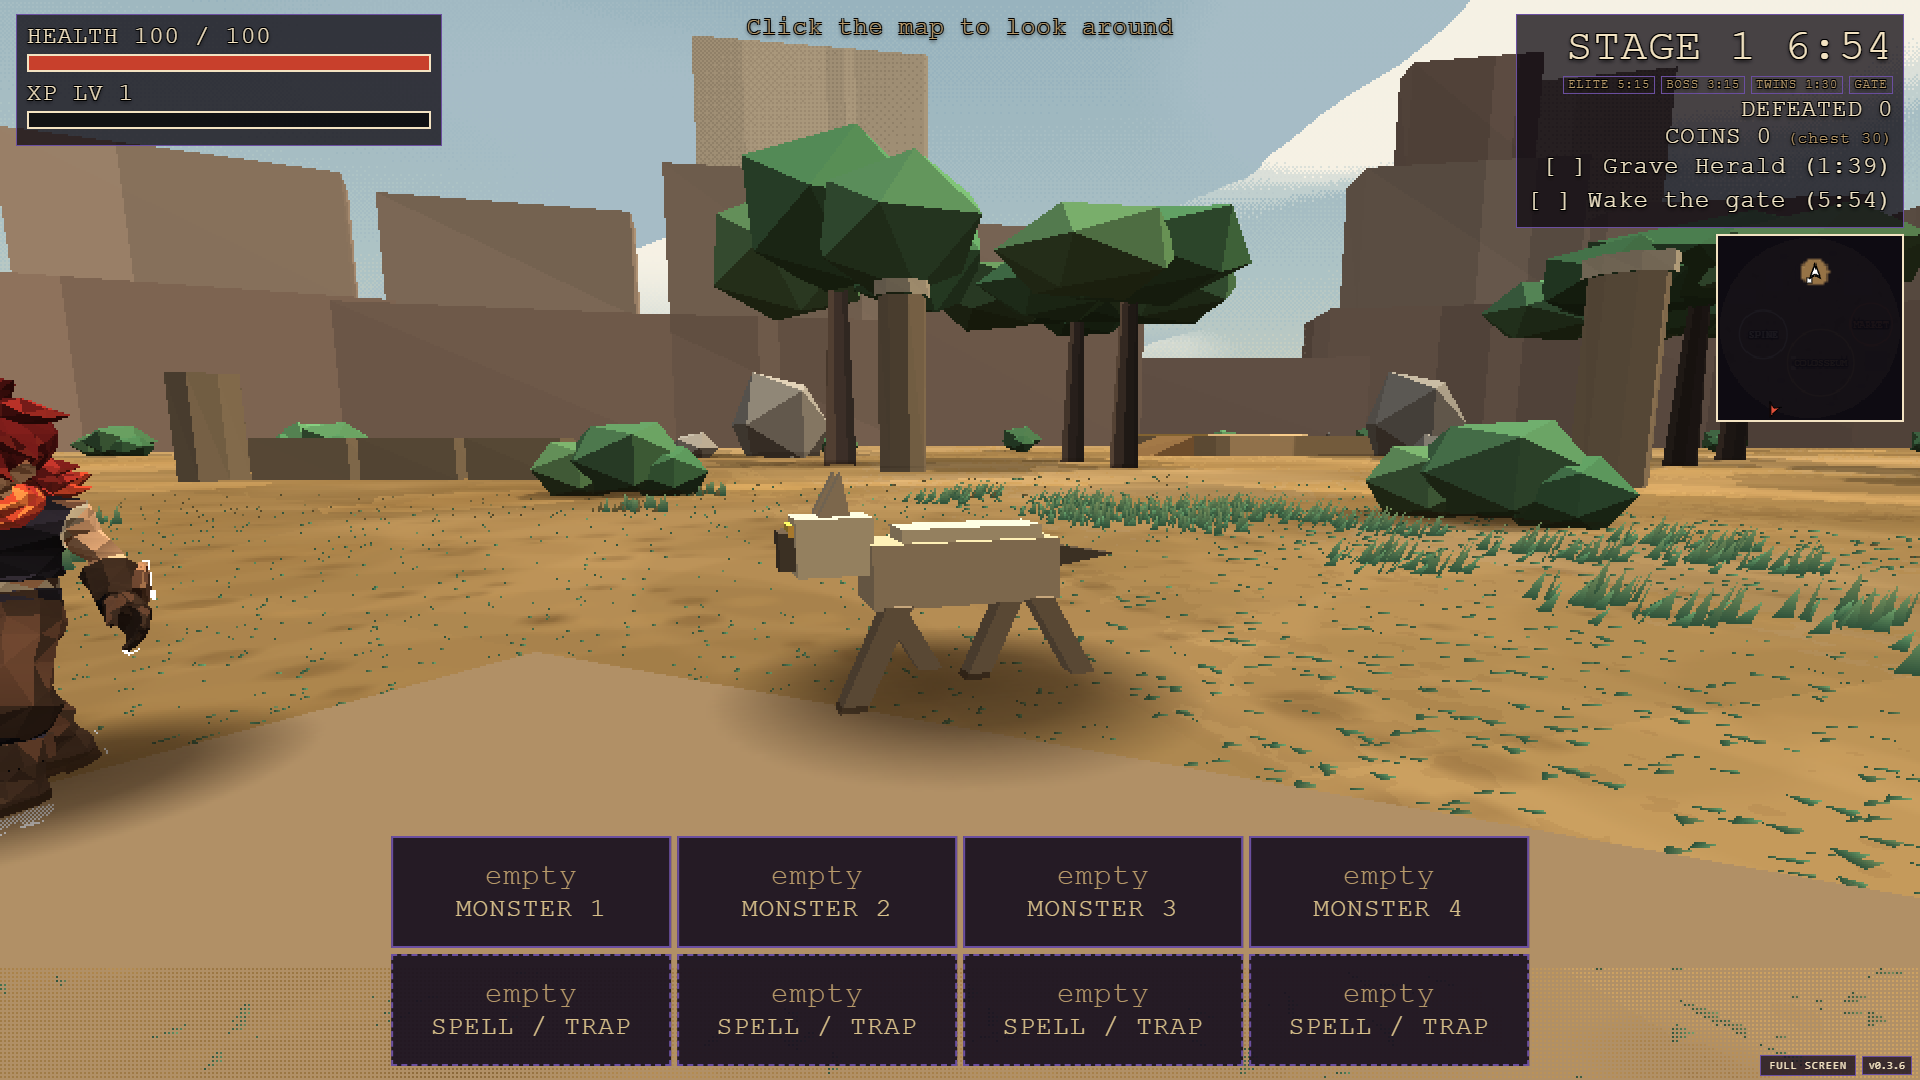 HEALTH 100 / 100
XP LV 1
Click the map to look around
STAGE 1 6:54
ELITE 5:15 BOSS 3:15 TWINS 1:30 GATE
DEFEATED 0
COINS 0 (chest 30)
[ ] Grave Herald (1:39)
[ ] Wake the gate (5:54)
empty empty empty empty
MONSTER 1 MONSTER 2 MONSTER 3 MONSTER 4
empty empty empty empty
SPELL / TRAP SPELL / TRAP SPELL / TRAP SPELL / TRAP
FULL SCREEN v0.3.6